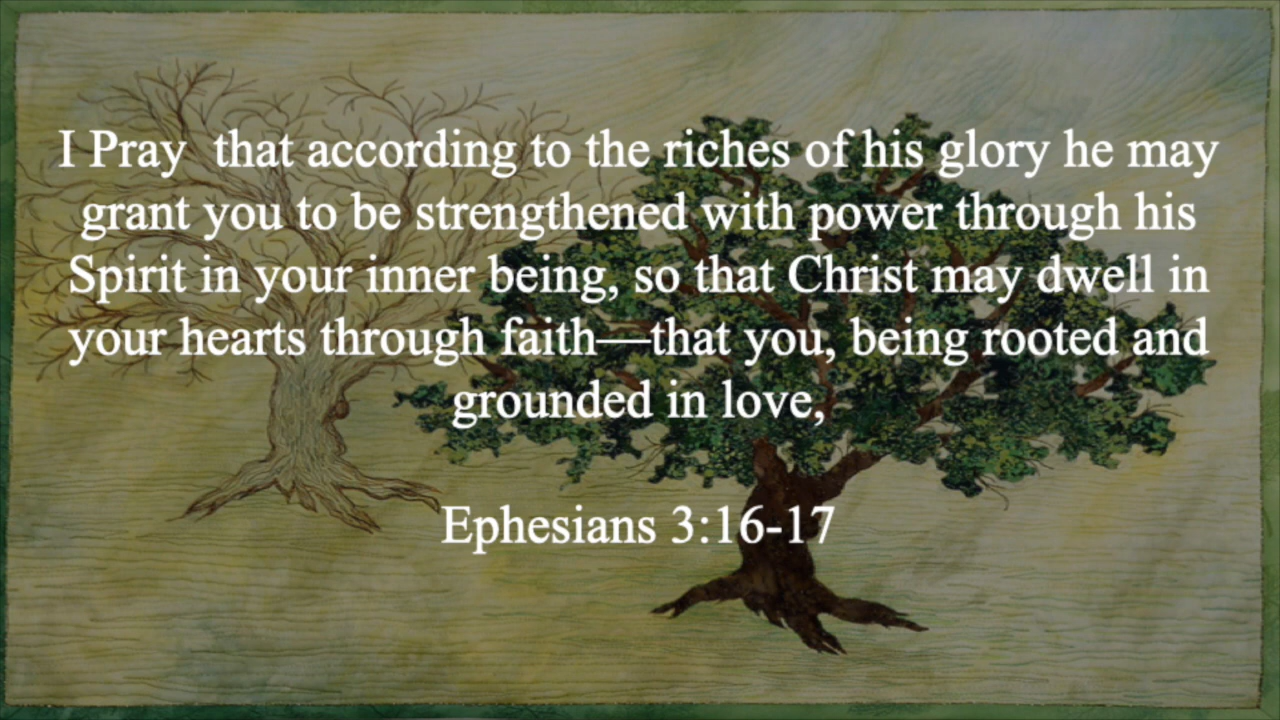 I Pray  that according to the riches of his glory he may
grant you to be strengthened with power through his
Spirit in your inner being, so that Christ may dwell in
your hearts through faith—that you, being rooted and
grounded in love,
Ephesians 3:16-17